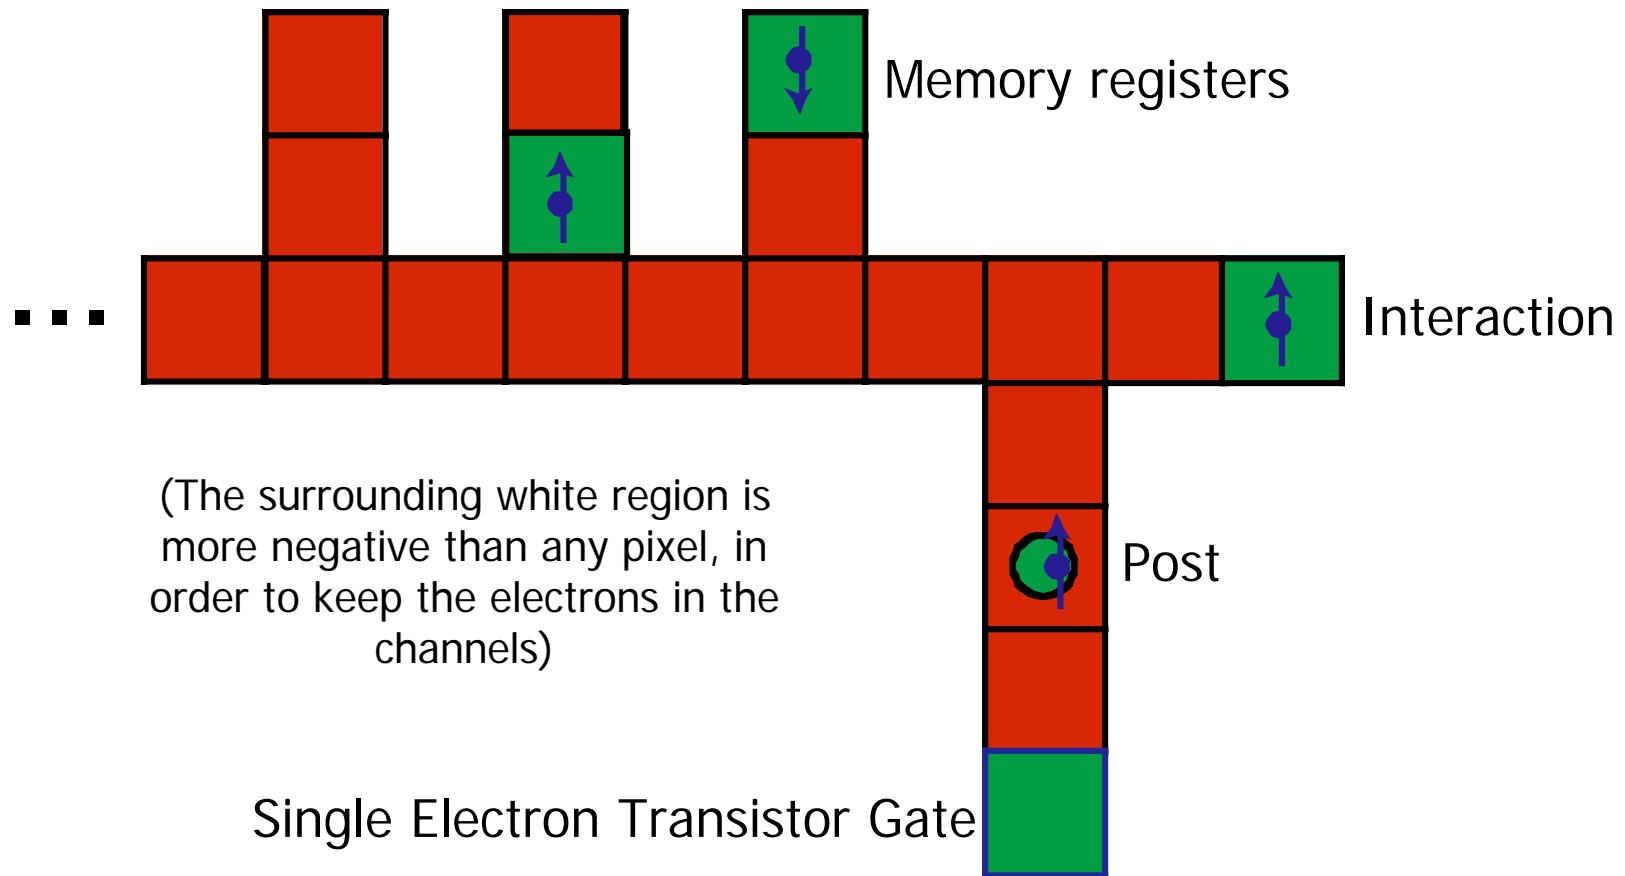 Memory registers
Interaction
(The surrounding white region is
more negative than any pixel, in
order to keep the electrons in the
channels)
Post
Single Electron Transistor Gate